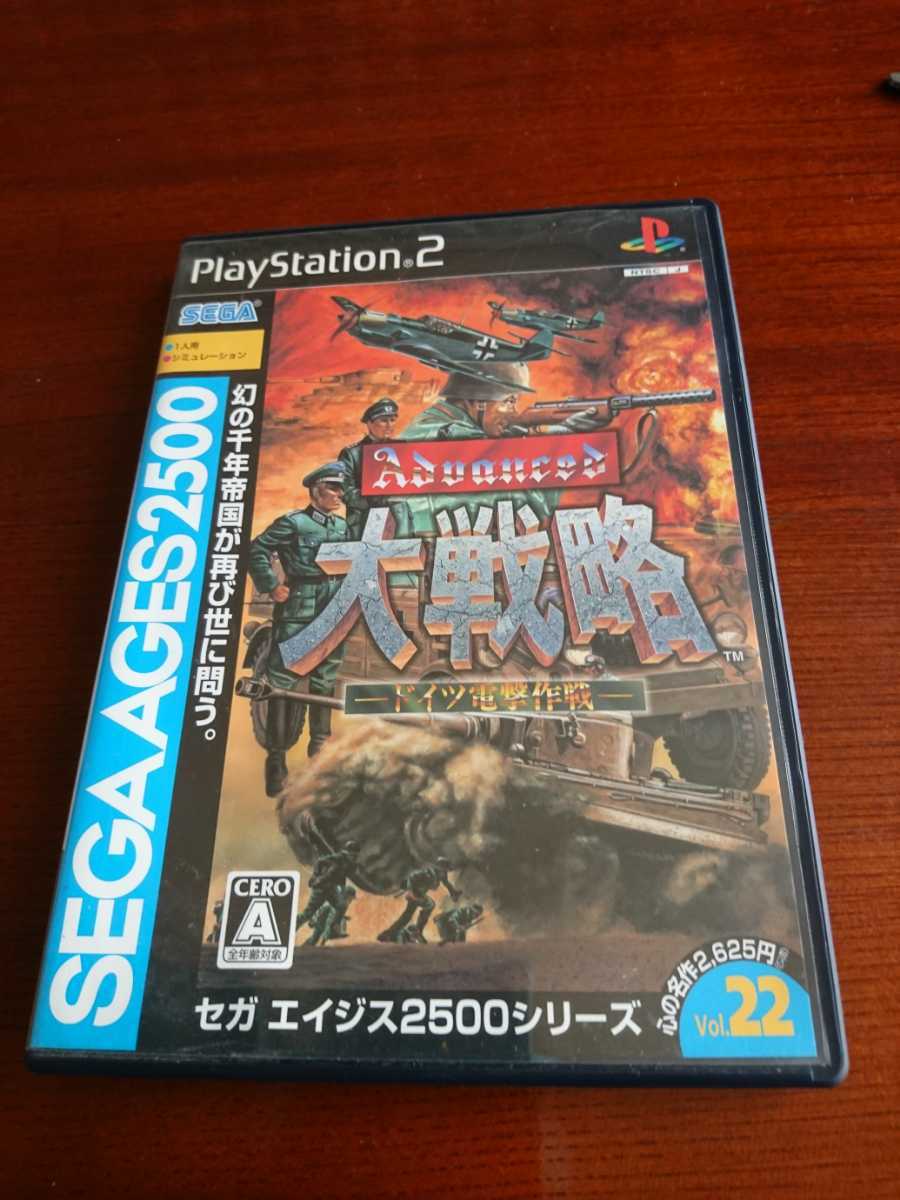 PlayStation®2
NTSC J
SEGA®
●1人用
●シミュレーション
SEGA AGES 2500
幻の千年帝国が再び世に問う。
Advanced
大戦略
TM
ードイツ電撃作戦ー
CERO
A
全年齢対象
セガ エイジス2500シリーズ
心の名作2,625円
Vol.22